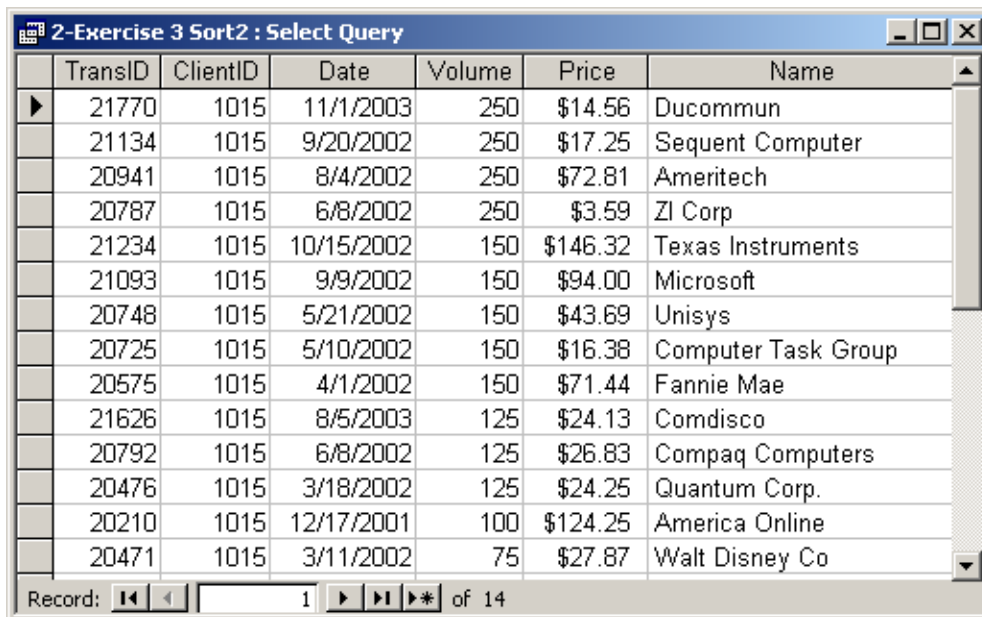 2-Exercise 3 Sort2 : Select Query
TransID ClientID Date Volume Price Name
21770 1015 11/1/2003 250 $14.56 Ducommun
21134 1015 9/20/2002 250 $17.25 Sequent Computer
20941 1015 8/4/2002 250 $72.81 Ameritech
20787 1015 6/8/2002 250 $3.59 ZI Corp
21234 1015 10/15/2002 150 $146.32 Texas Instruments
21093 1015 9/9/2002 150 $94.00 Microsoft
20748 1015 5/21/2002 150 $43.69 Unisys
20725 1015 5/10/2002 150 $16.38 Computer Task Group
20575 1015 4/1/2002 150 $71.44 Fannie Mae
21626 1015 8/5/2003 125 $24.13 Comdisco
20792 1015 6/8/2002 125 $26.83 Compaq Computers
20476 1015 3/18/2002 125 $24.25 Quantum Corp.
20210 1015 12/17/2001 100 $124.25 America Online
20471 1015 3/11/2002 75 $27.87 Walt Disney Co
Record: 1 of 14